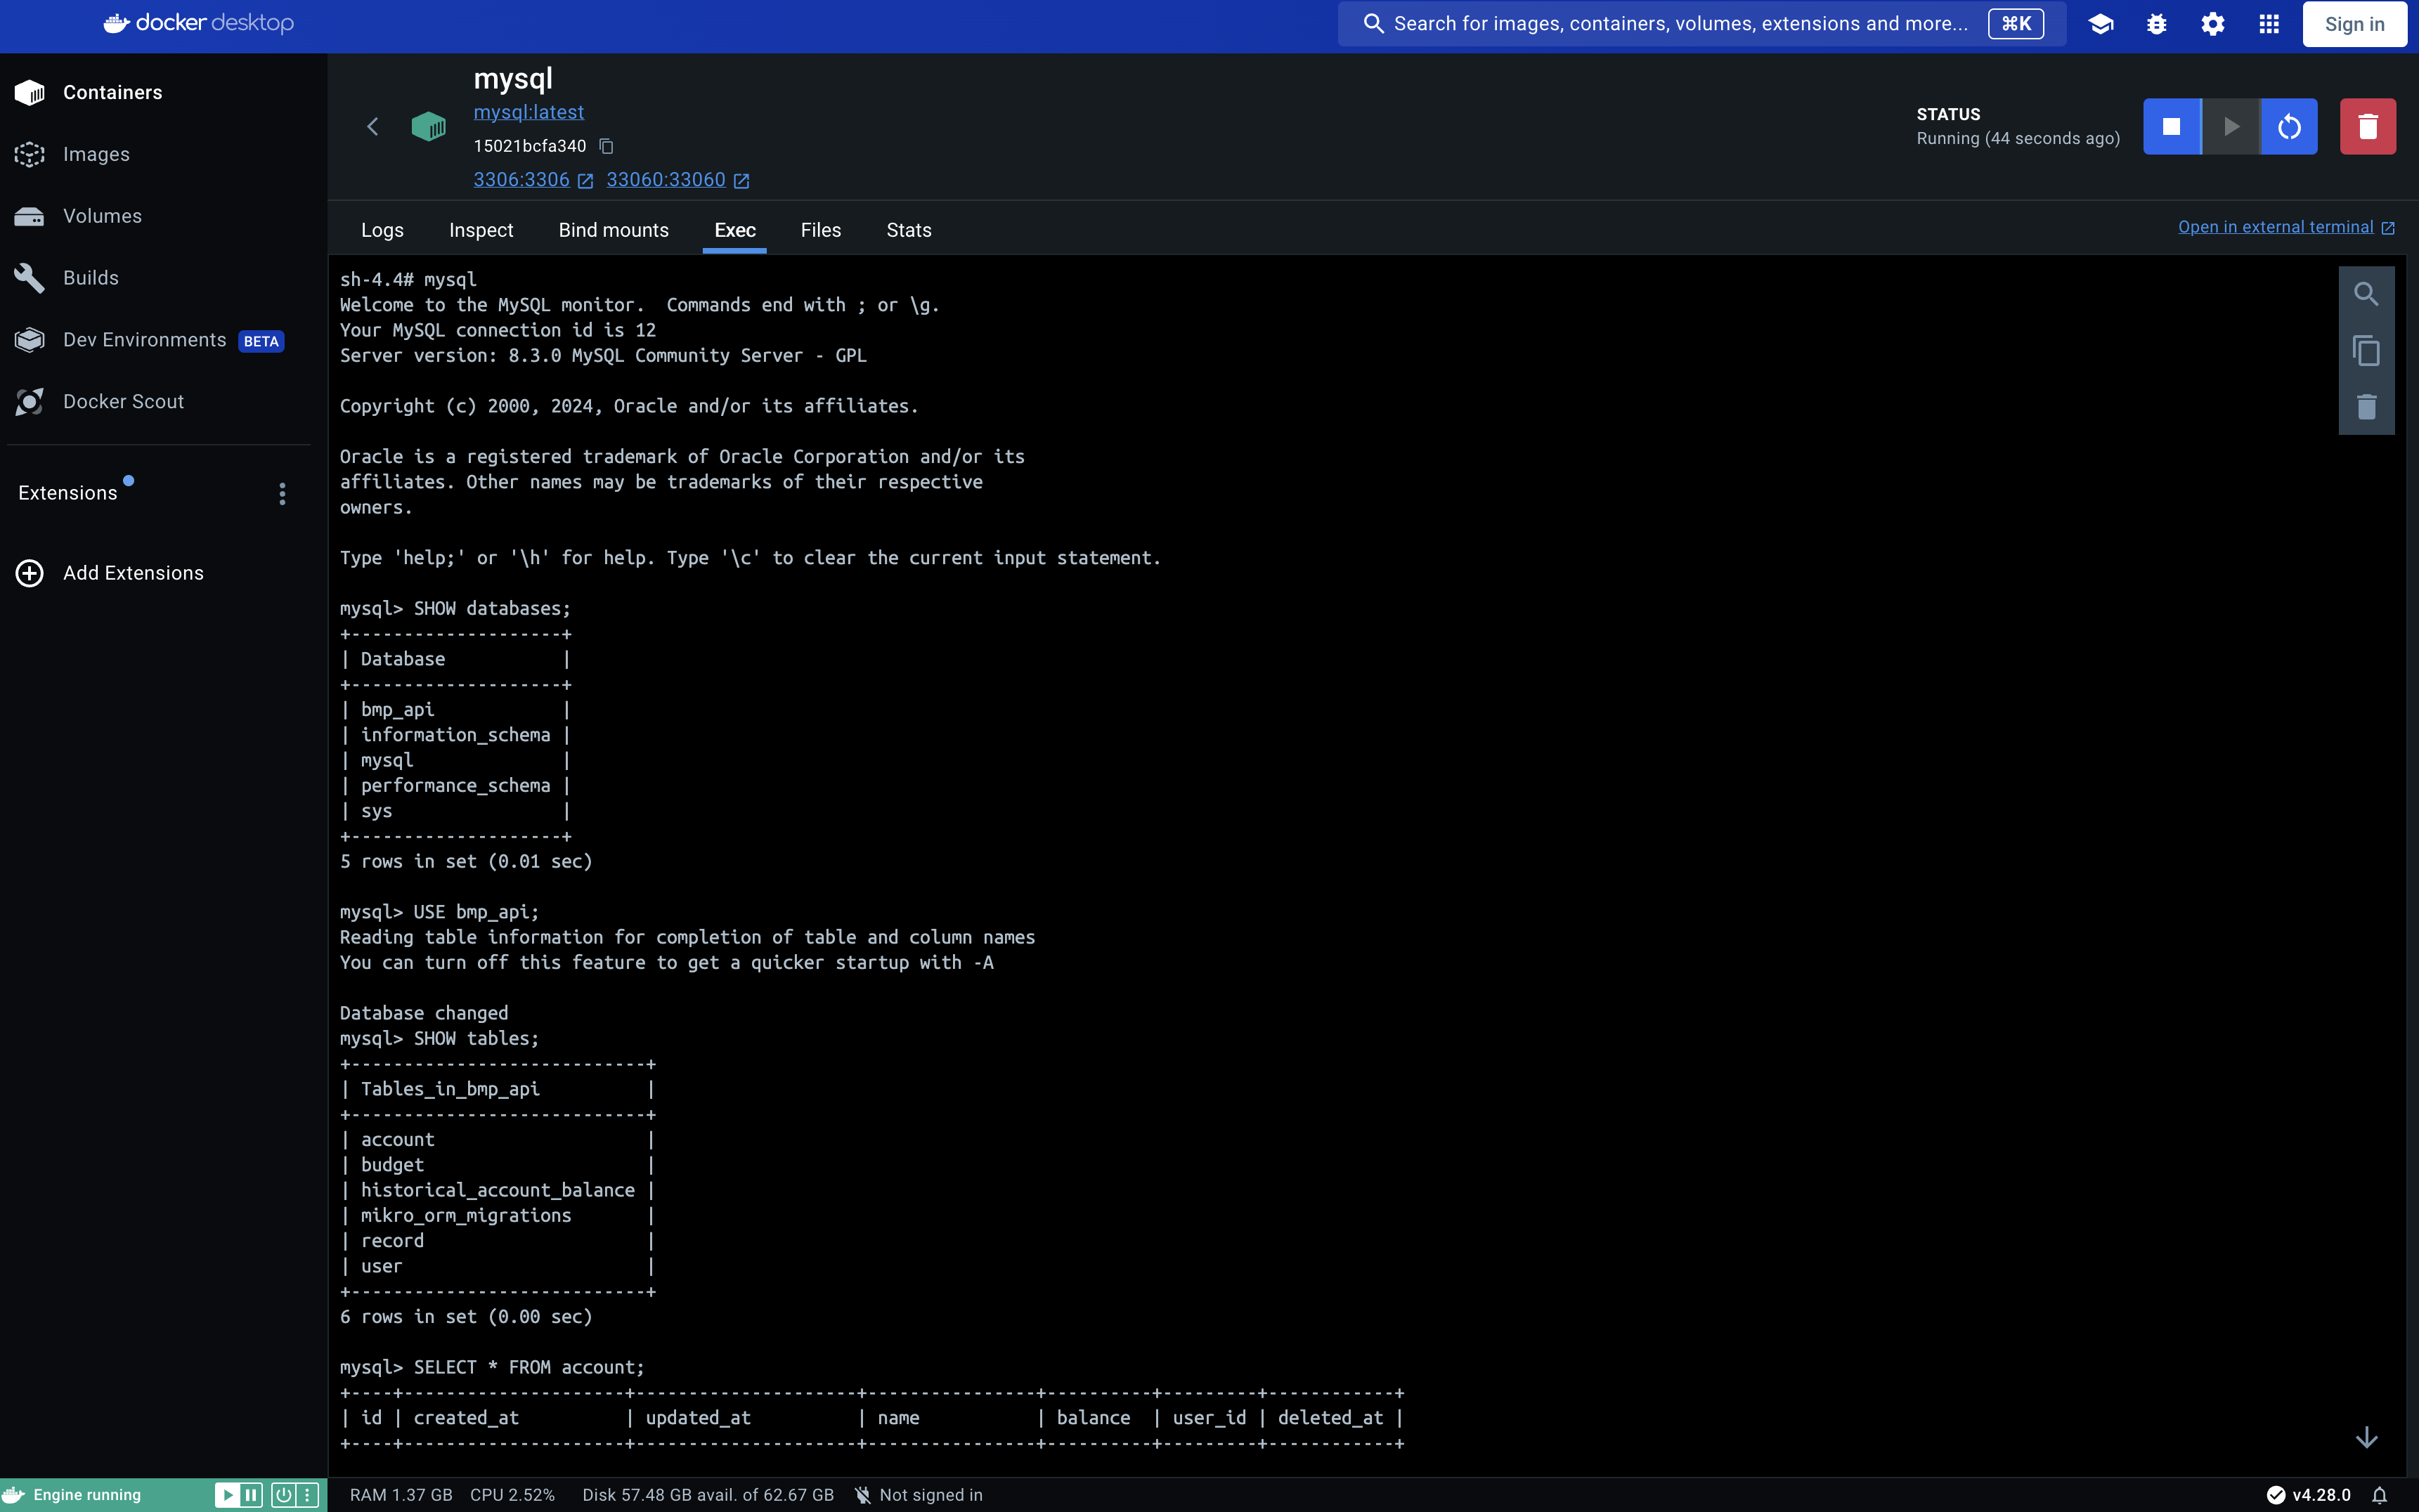 docker desktop
Search for images, containers, volumes, extensions and more...
⌘K
Sign in
Containers
Images
Volumes
Builds
Dev Environments BETA
Docker Scout
Extensions
Add Extensions
mysql
mysql:latest
15021bcfa340
3306:3306 33060:33060
STATUS
Running (44 seconds ago)
Logs Inspect Bind mounts Exec Files Stats
Open in external terminal
sh-4.4# mysql
Welcome to the MySQL monitor.  Commands end with ; or \g.
Your MySQL connection id is 12
Server version: 8.3.0 MySQL Community Server - GPL
Copyright (c) 2000, 2024, Oracle and/or its affiliates.
Oracle is a registered trademark of Oracle Corporation and/or its
affiliates. Other names may be trademarks of their respective
owners.
Type 'help;' or '\h' for help. Type '\c' to clear the current input statement.
mysql> SHOW databases;
+--------------------+
| Database           |
+--------------------+
| bmp_api            |
| information_schema |
| mysql              |
| performance_schema |
| sys                |
+--------------------+
5 rows in set (0.01 sec)
mysql> USE bmp_api;
Reading table information for completion of table and column names
You can turn off this feature to get a quicker startup with -A
Database changed
mysql> SHOW tables;
+----------------------------+
| Tables_in_bmp_api          |
+----------------------------+
| account                    |
| budget                     |
| historical_account_balance |
| mikro_orm_migrations       |
| record                     |
| user                       |
+----------------------------+
6 rows in set (0.00 sec)
mysql> SELECT * FROM account;
+----+---------------------+---------------------+----------------+----------+---------+------------+
| id | created_at          | updated_at          | name           | balance  | user_id | deleted_at |
+----+---------------------+---------------------+----------------+----------+---------+------------+
Engine running
RAM 1.37 GB CPU 2.52% Disk 57.48 GB avail. of 62.67 GB Not signed in
v4.28.0